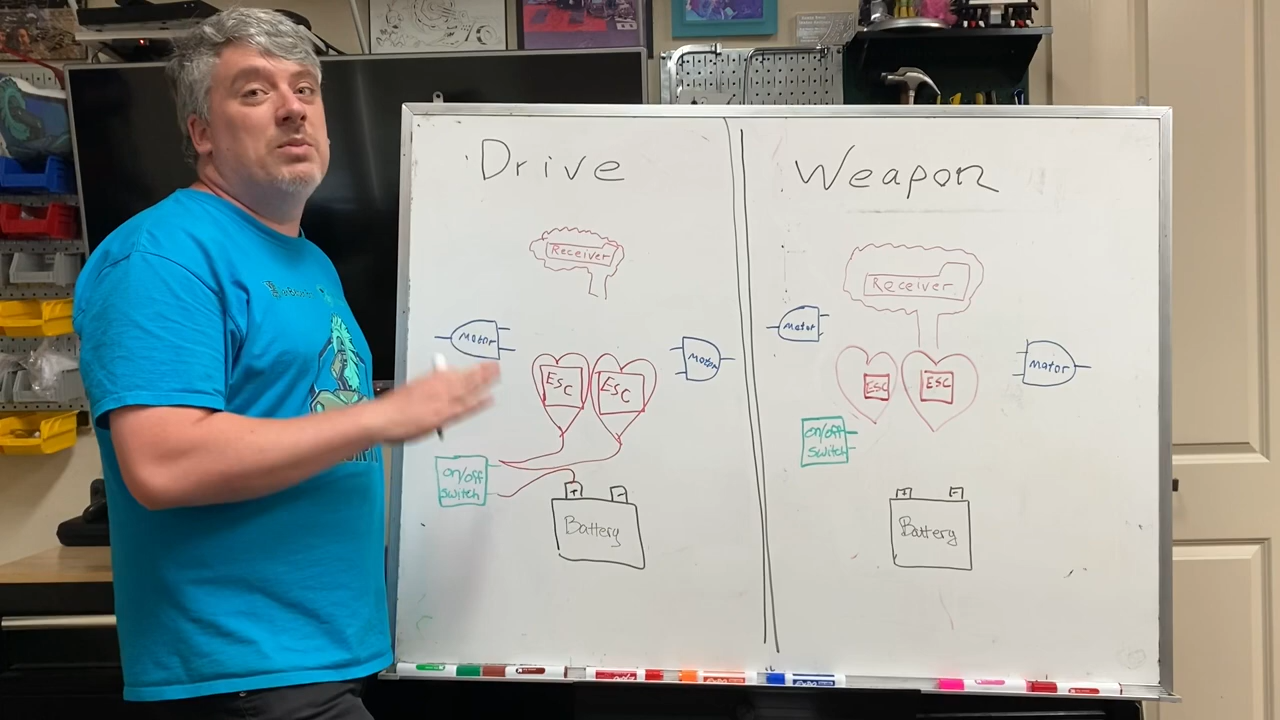 Drive
Receiver
Motor
ESC
ESC
Motor
on/off
switch
+
-
Battery
Weapon
Receiver
Motor
ESC
ESC
Motor
on/off
switch
+
-
Battery